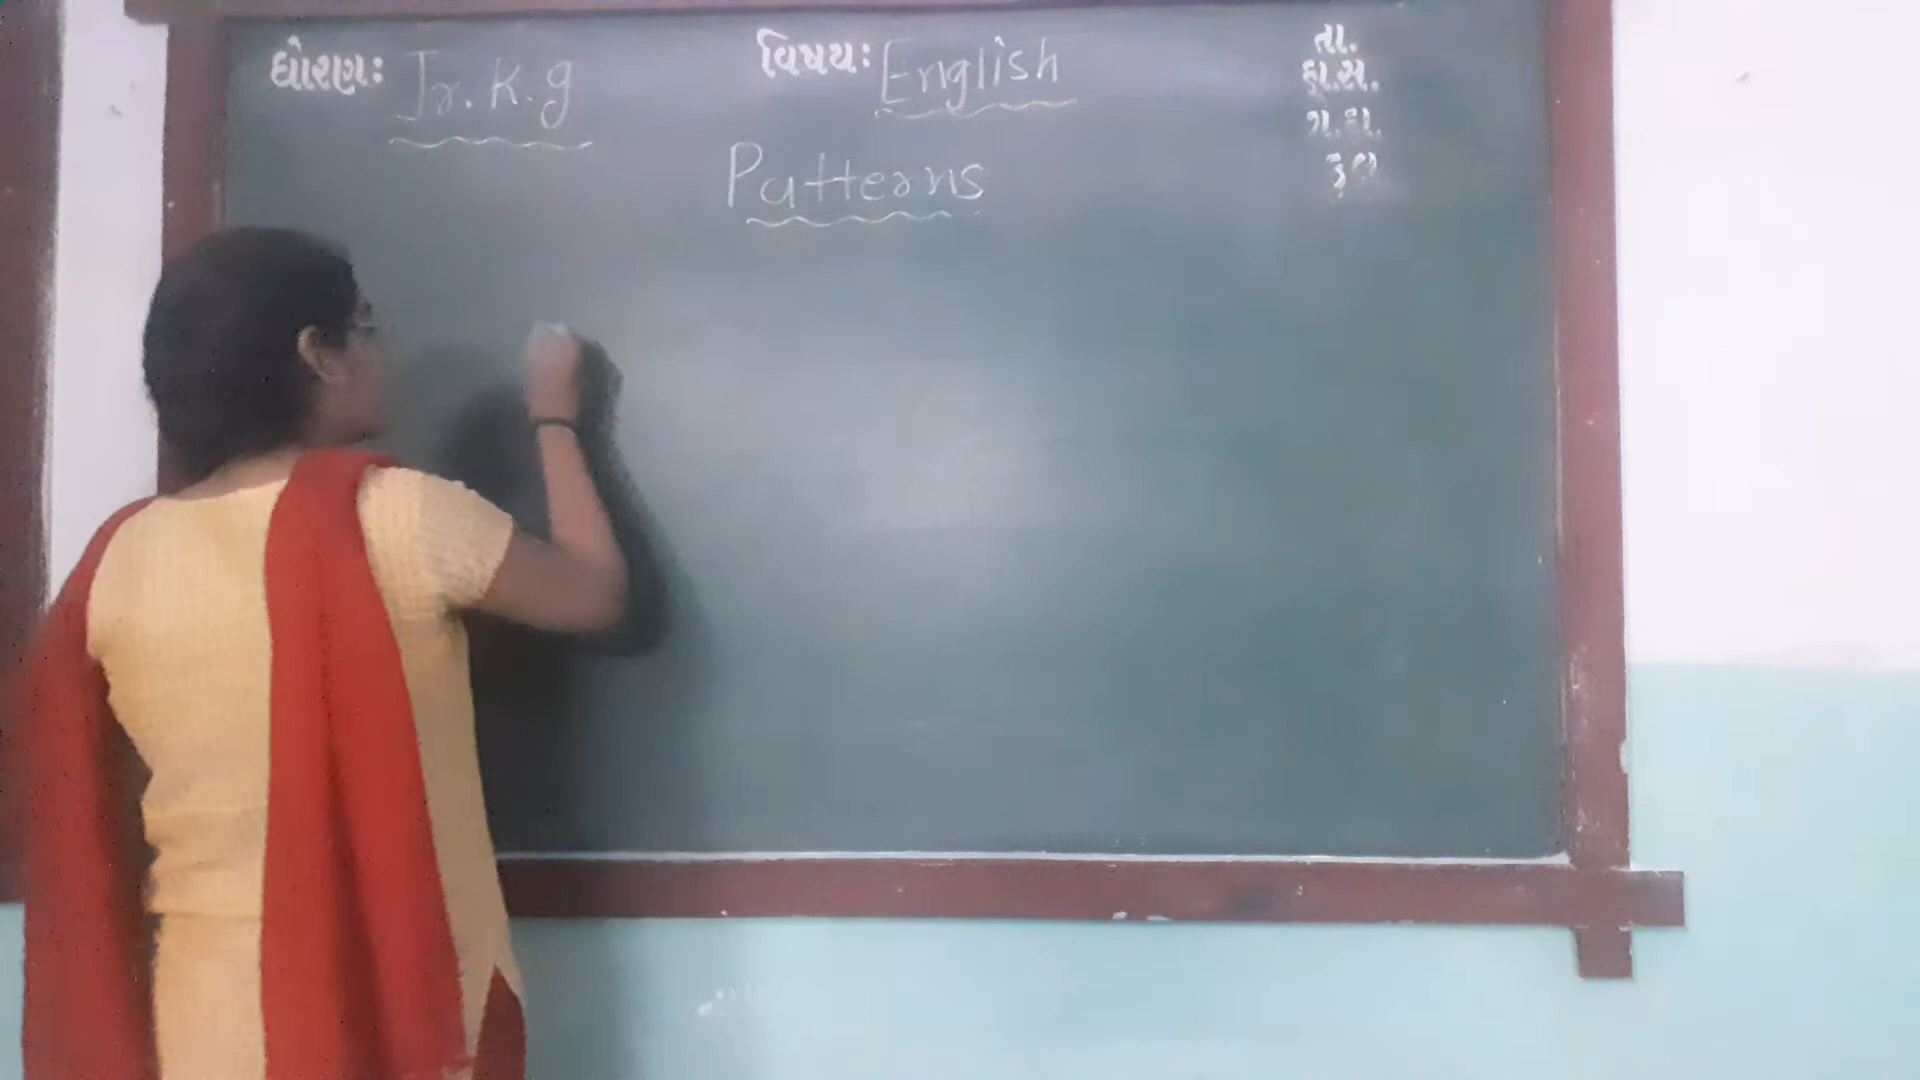 ધોરણઃ Jr. K. g વિષયઃ English
Patterns
તા.
હા.સ.
ગે.હા.
કુલ